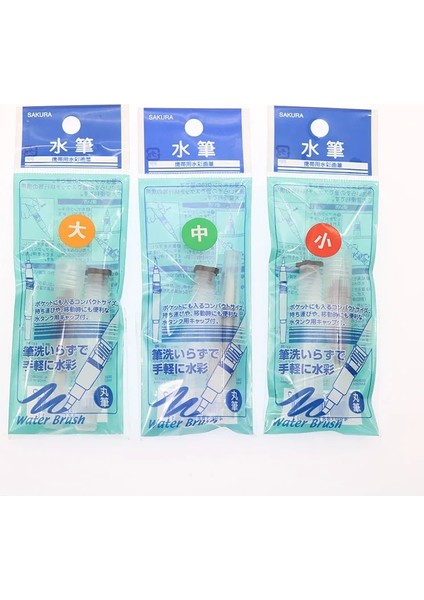 SAKURA
水筆
携帯用水彩画筆
大
ポケットにも入るコンパクトサイズ。
持ち運びや、移動時にも便利な
水タンク用キャップ付。
筆洗いらずで
手軽に水彩
丸筆
Water Brush
SAKURA
水筆
携帯用水彩画筆
中
ポケットにも入るコンパクトサイズ。
持ち運びや、移動時にも便利な
水タンク用キャップ付。
筆洗いらずで
手軽に水彩
丸筆
Water Brush
SAKURA
水筆
携帯用水彩画筆
小
ポケットにも入るコンパクトサイズ。
持ち運びや、移動時にも便利な
水タンク用キャップ付。
筆洗いらずで
手軽に水彩
丸筆
Water Brush